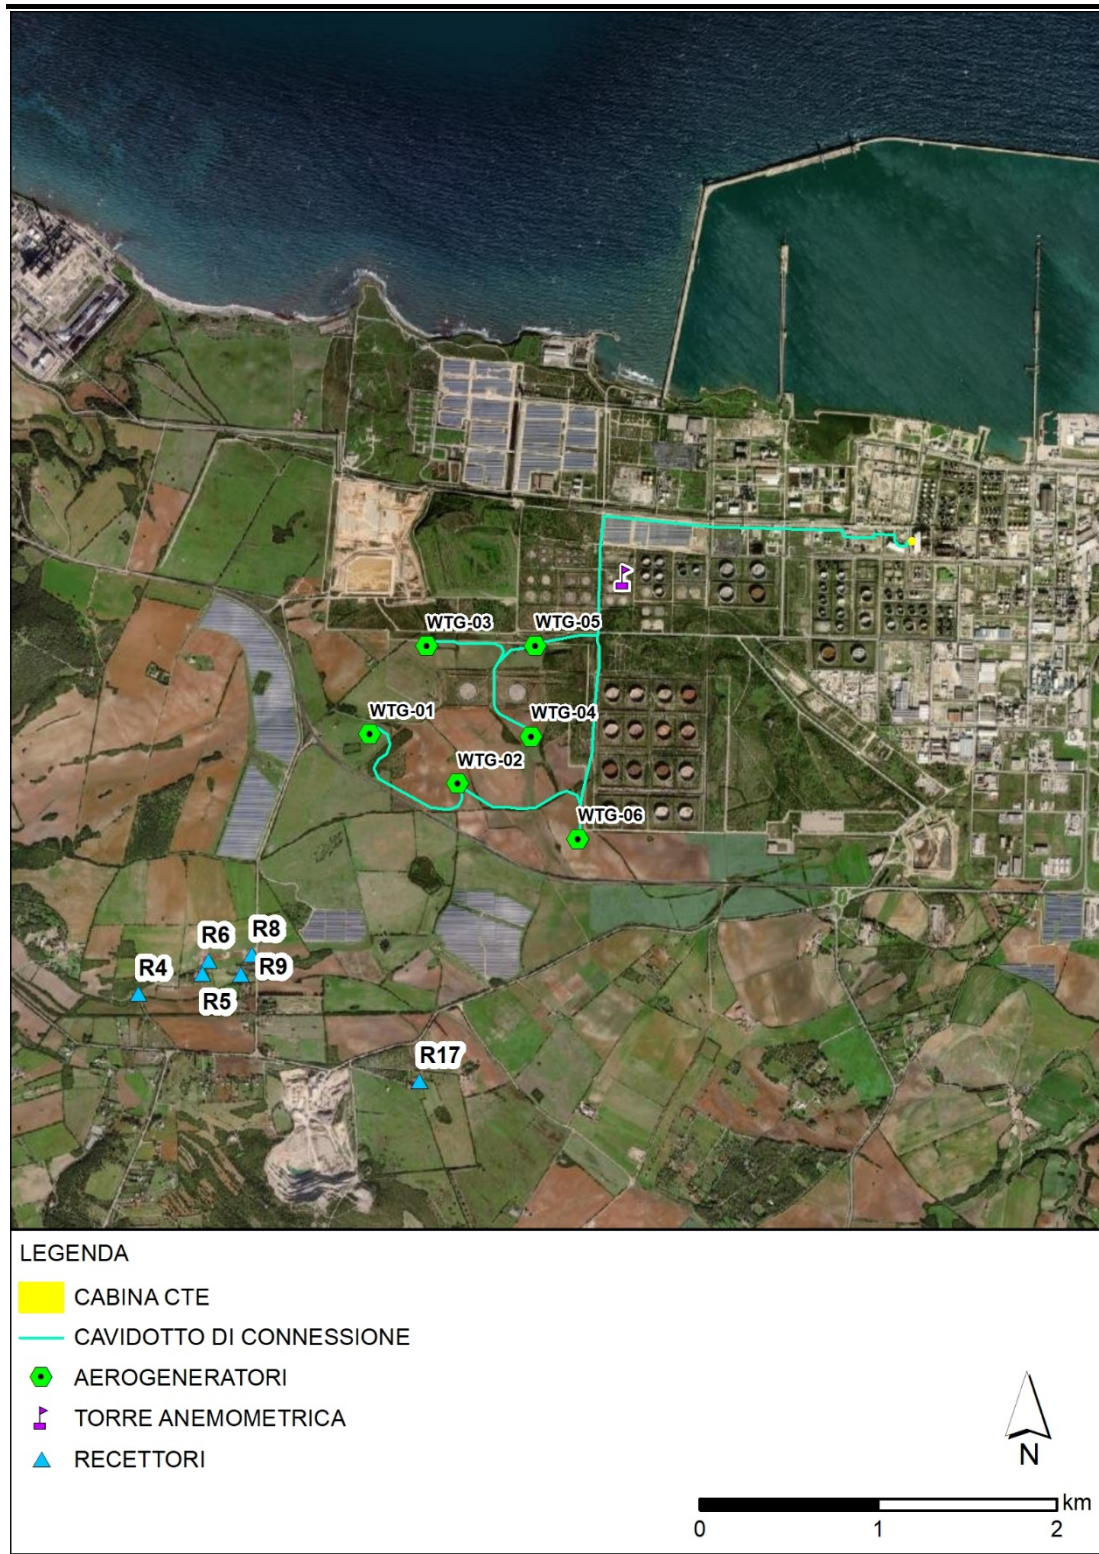 WTG-03
WTG-05
WTG-01
WTG-04
WTG-02
WTG-06
R8
R6
R4
R9
R5
R17
LEGENDA
CABINA CTE
CAVIDOTTO DI CONNESSIONE
AEROGENERATORI
TORRE ANEMOMETRICA
RECETTORI
N
km
0 1 2